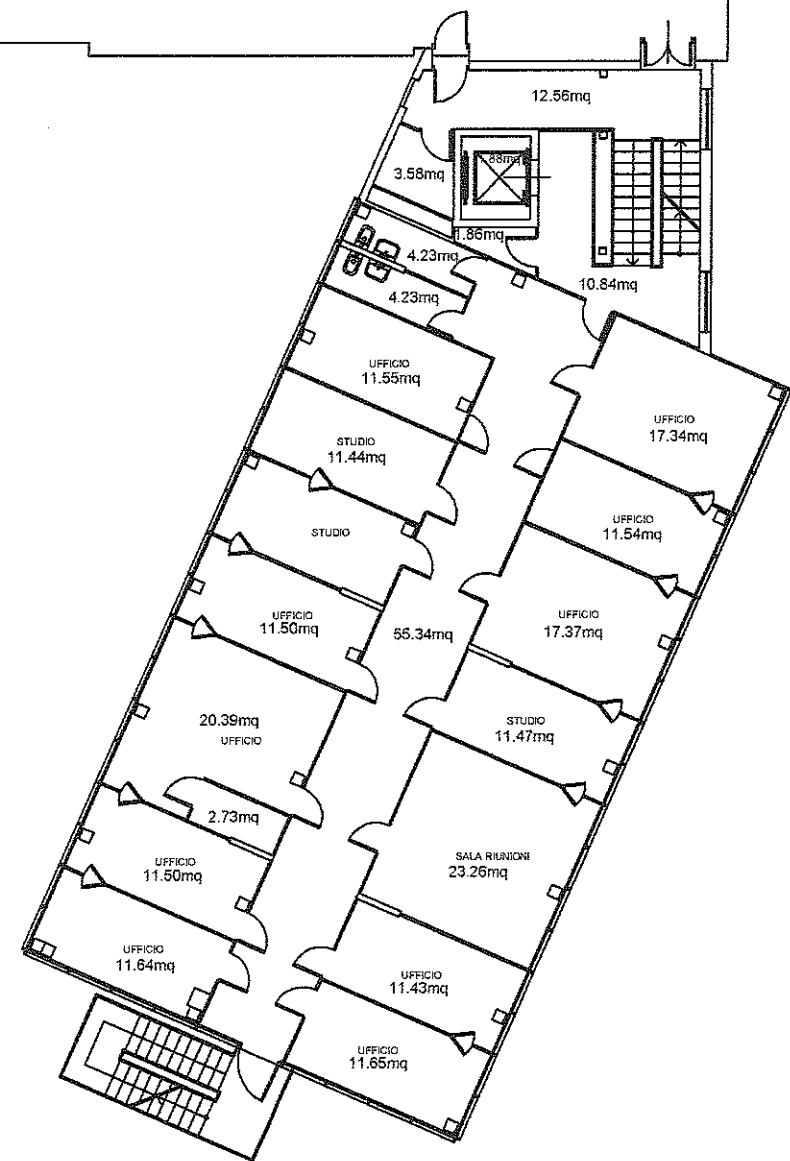 12.56mq
.88mq
3.58mq
1.86mq
4.23mq
10.84mq
4.23mq
UFFICIO
11.55mq
UFFICIO
17.34mq
STUDIO
11.44mq
UFFICIO
11.54mq
STUDIO
UFFICIO
11.50mq
UFFICIO
17.37mq
55.34mq
20.39mq
UFFICIO
STUDIO
11.47mq
2.73mq
UFFICIO
11.50mq
SALA RIUNIONI
23.26mq
UFFICIO
11.64mq
UFFICIO
11.43mq
UFFICIO
11.65mq